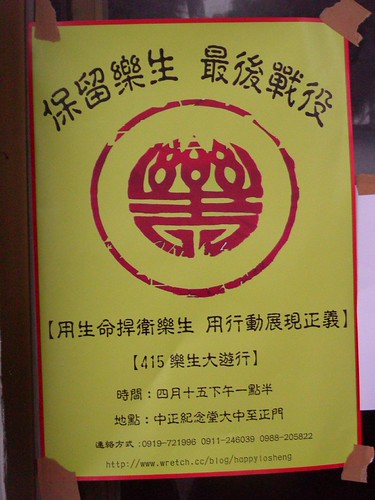 保留樂生 最後戰役
樂
【用生命捍衛樂生 用行動展現正義】
【415 樂生大遊行】
時間：四月十五下午一點半
地點：中正紀念堂大中至正門
連絡方式：0919-721996 0911-246039 0988-205822
http://www.wretch.cc/blog/happylosheng